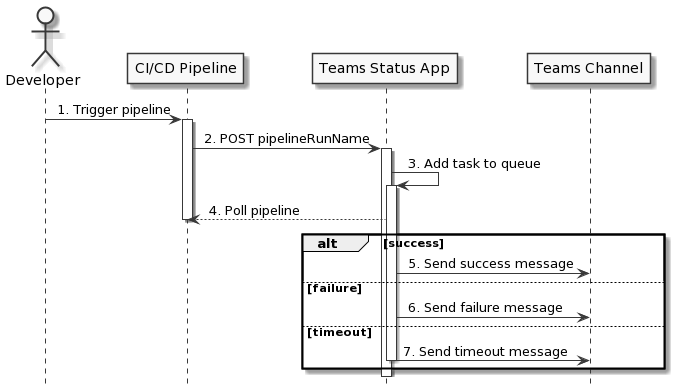 Developer
CI/CD Pipeline
Teams Status App
Teams Channel
1. Trigger pipeline
2. POST pipelineRunName
3. Add task to queue
4. Poll pipeline
alt [success]
5. Send success message
[failure]
6. Send failure message
[timeout]
7. Send timeout message